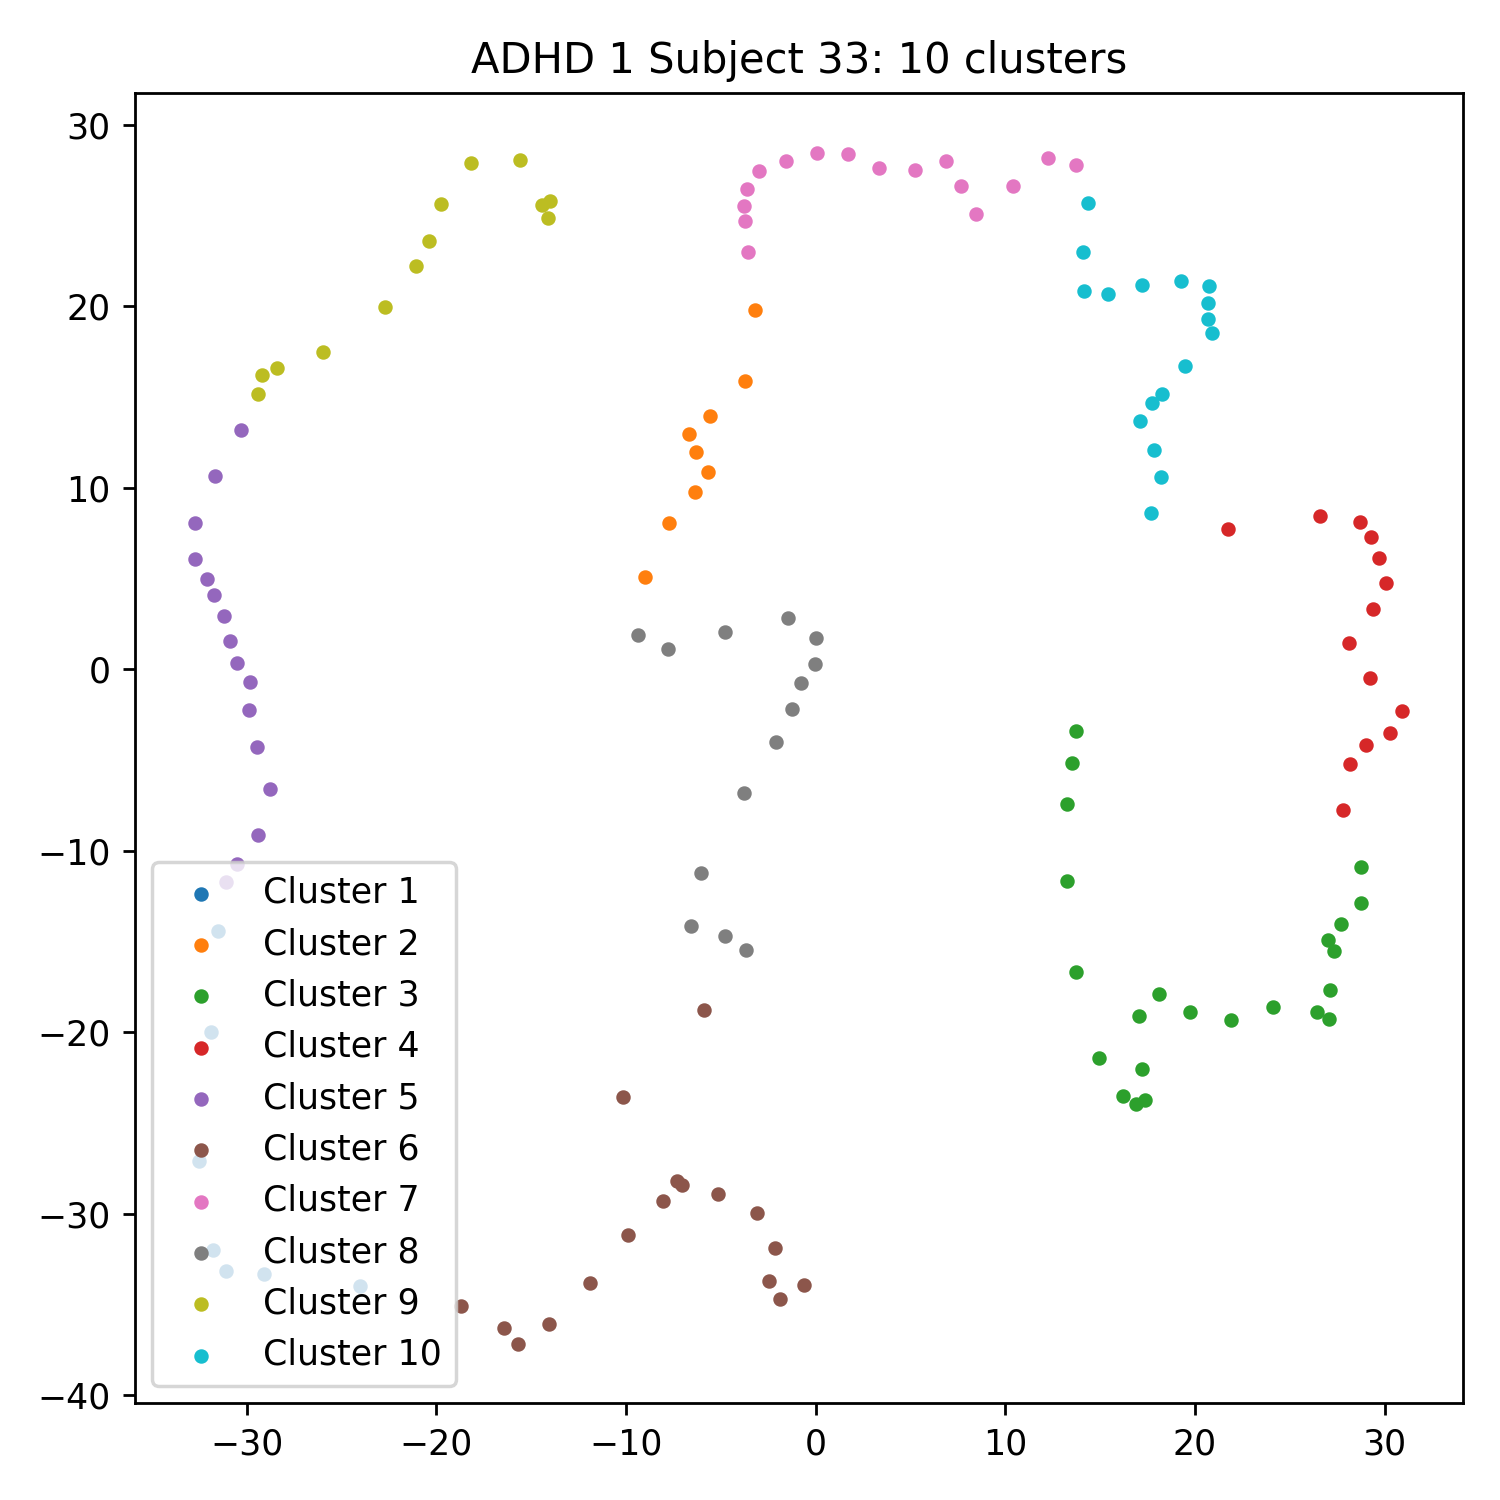 ADHD 1 Subject 33: 10 clusters
30
20
10
0
−10
−20
−30
−40
Cluster 1
Cluster 2
Cluster 3
Cluster 4
Cluster 5
Cluster 6
Cluster 7
Cluster 8
Cluster 9
Cluster 10
−30 −20 −10 0 10 20 30